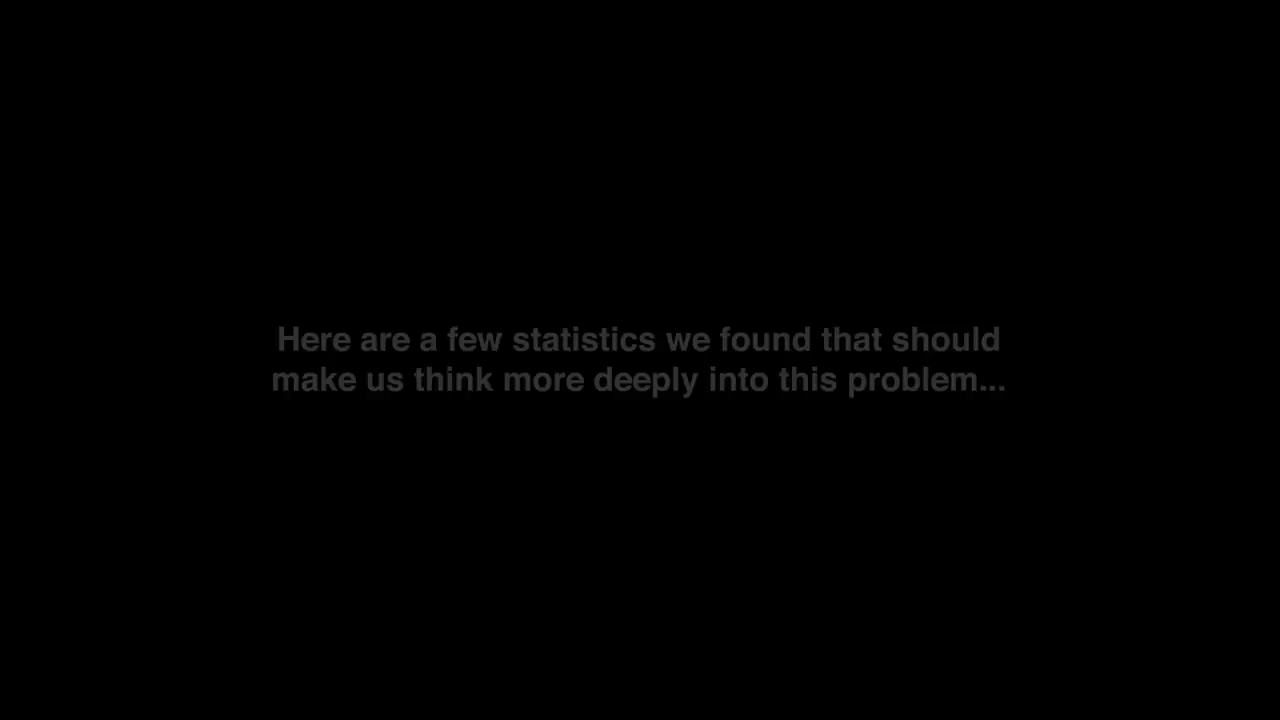 Here are a few statistics we found that should
make us think more deeply into this problem...